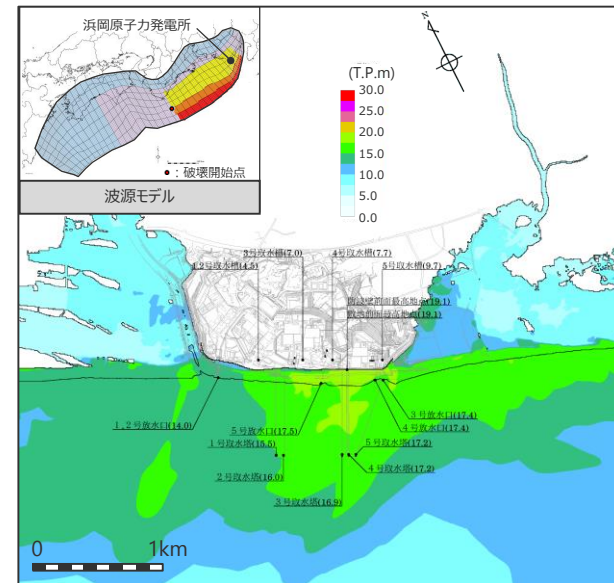 浜岡原子力発電所
●：破壊開始点
波源モデル
N
(T.P.m)
30.0
25.0
20.0
15.0
10.0
5.0
0.0
3号取水槽(7.0)
4号取水槽(7.7)
1,2号取水槽(4.5)
5号取水槽(9.7)
防波壁前面最高地点(19.1)
敷地前面最高地点(19.1)
1,2号放水口(14.0)
5号放水口(17.5)
3号放水口(17.4)
4号放水口(17.4)
1号取水塔(15.5)
5号取水塔(17.2)
2号取水塔(16.0)
4号取水塔(17.2)
3号取水塔(16.9)
0 1km